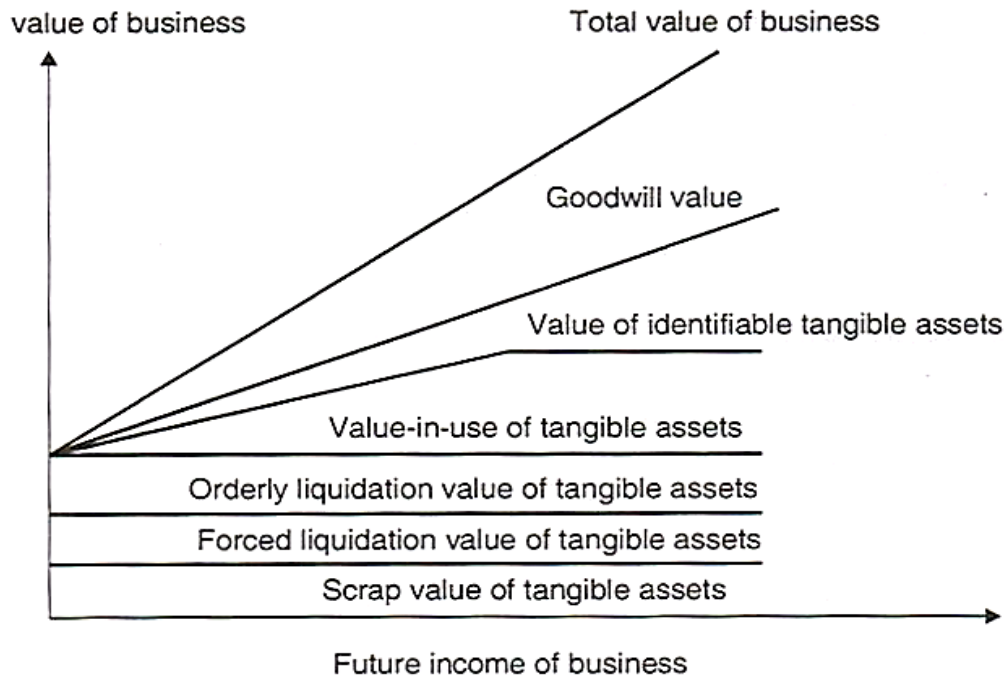 value of business
Total value of business
Goodwill value
Value of identifiable tangible assets
Value-in-use of tangible assets
Orderly liquidation value of tangible assets
Forced liquidation value of tangible assets
Scrap value of tangible assets
Future income of business